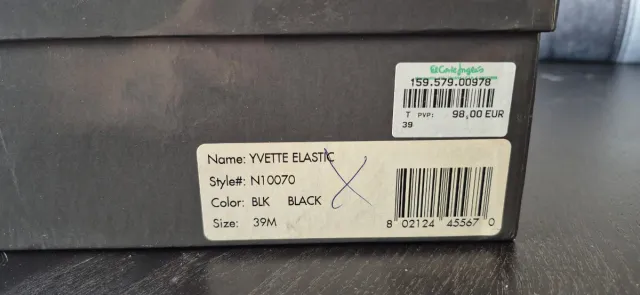 El Corte Inglés
159.579.00978
T PVP: 98,00 EUR
39
Name: YVETTE ELASTIC
Style#: N10070
Color: BLK BLACK
Size: 39M
8 02124 45567 0